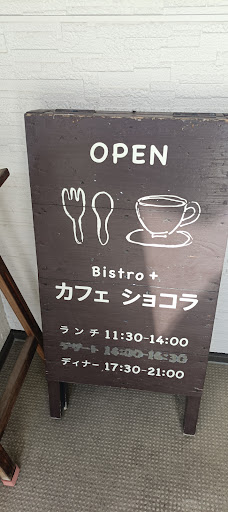 OPEN
Bistro +
カフェ ショコラ
ランチ 11:30-14:00
デザート 14:00-14:30
ディナー 17:30-21:00